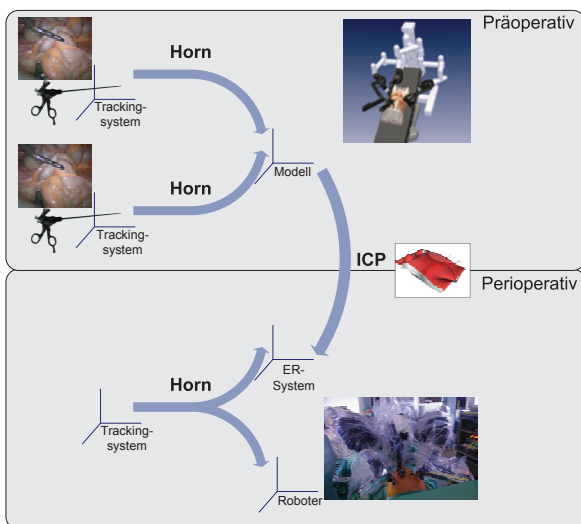 Präoperativ
Horn
Tracking-
system
Horn
Modell
Tracking-
system
ICP
Perioperativ
Horn
ER-
System
Tracking-
system
Roboter